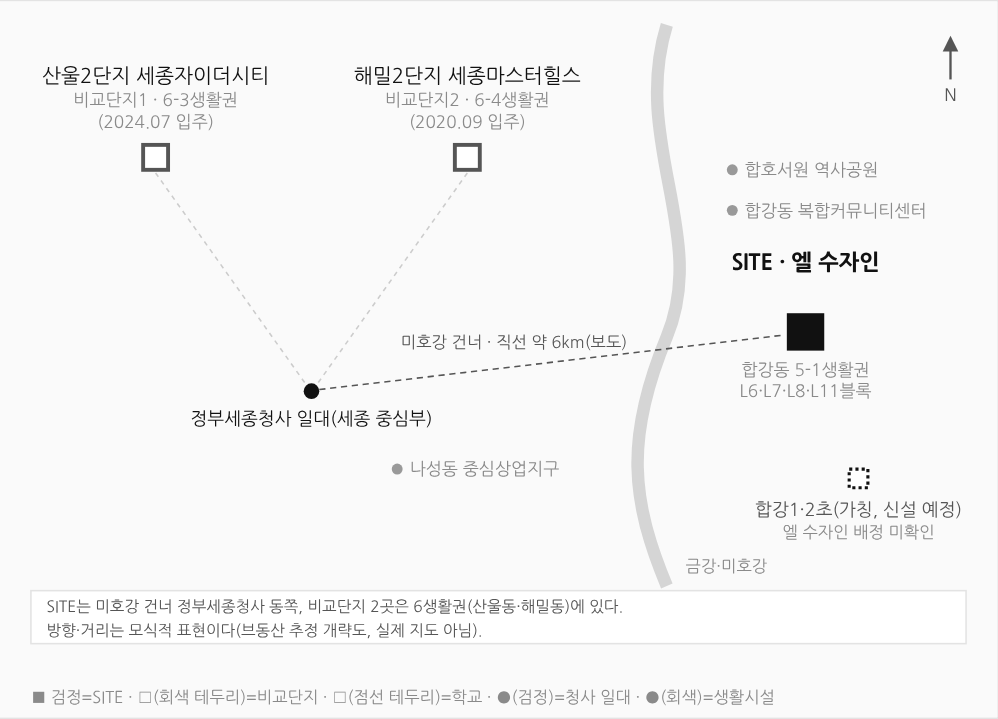 산울2단지 세종자이더시티
비교단지1 · 6-3생활권
(2024.07 입주)
해밀2단지 세종마스터힐스
비교단지2 · 6-4생활권
(2020.09 입주)
N
합호서원 역사공원
합강동 복합커뮤니티센터
SITE · 엘 수자인
미호강 건너 · 직선 약 6km(보도)
합강동 5-1생활권
L6·L7·L8·L11블록
정부세종청사 일대(세종 중심부)
나성동 중심상업지구
합강1·2초(가칭, 신설 예정)
엘 수자인 배정 미확인
금강·미호강
SITE는 미호강 건너 정부세종청사 동쪽, 비교단지 2곳은 6생활권(산울동·해밀동)에 있다.
방향·거리는 모식적 표현이다(브동산 추정 개략도, 실제 지도 아님).
■ 검정=SITE · □(회색 테두리)=비교단지 · □(점선 테두리)=학교 · ●(검정)=청사 일대 · ●(회색)=생활시설